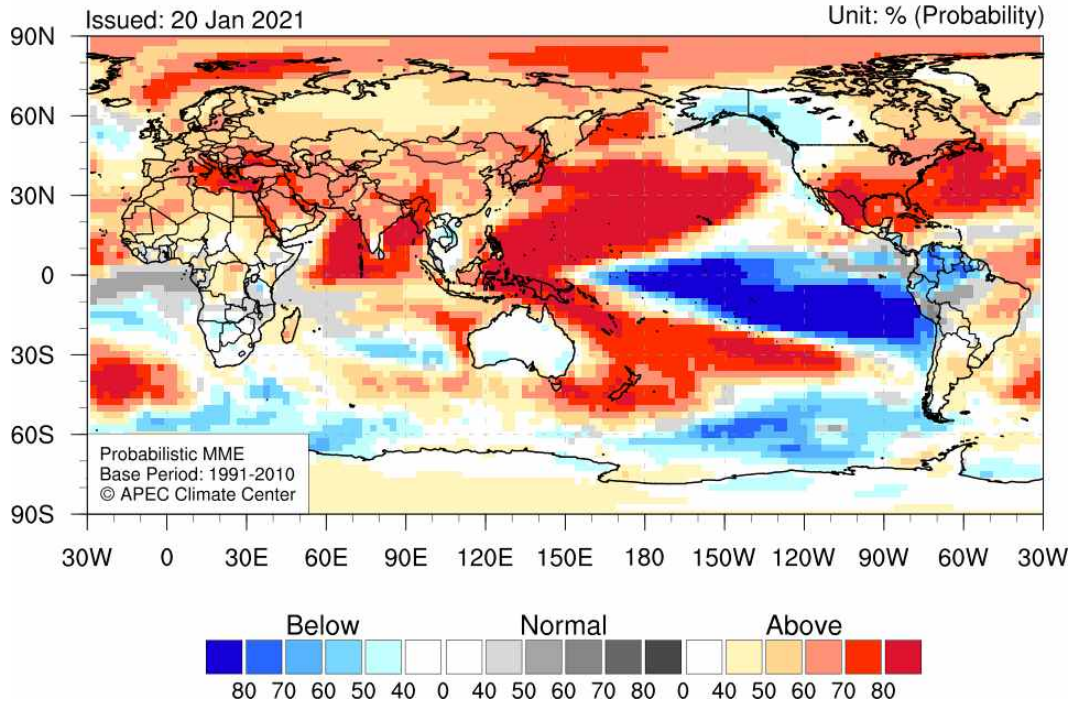 Issued: 20 Jan 2021
Unit: % (Probability)
90N
60N
30N
0
30S
60S
90S
Probabilistic MME
Base Period: 1991-2010
© APEC Climate Center
30W 0 30E 60E 90E 120E 150E 180 150W 120W 90W 60W 30W
Below Normal Above
80 70 60 50 40 0 40 50 60 70 80 0 40 50 60 70 80